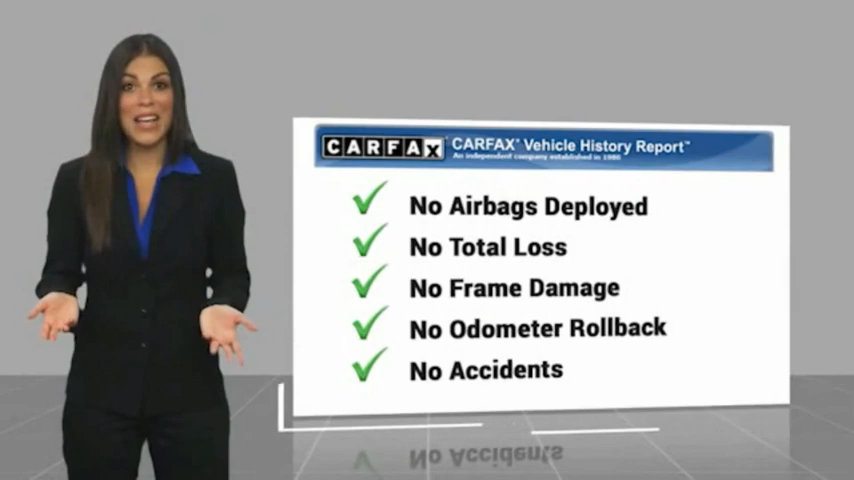 CARFAX CARFAX® Vehicle History Report™
An independent company established in 1986
No Airbags Deployed
No Total Loss
No Frame Damage
No Odometer Rollback
No Accidents
No Accidents